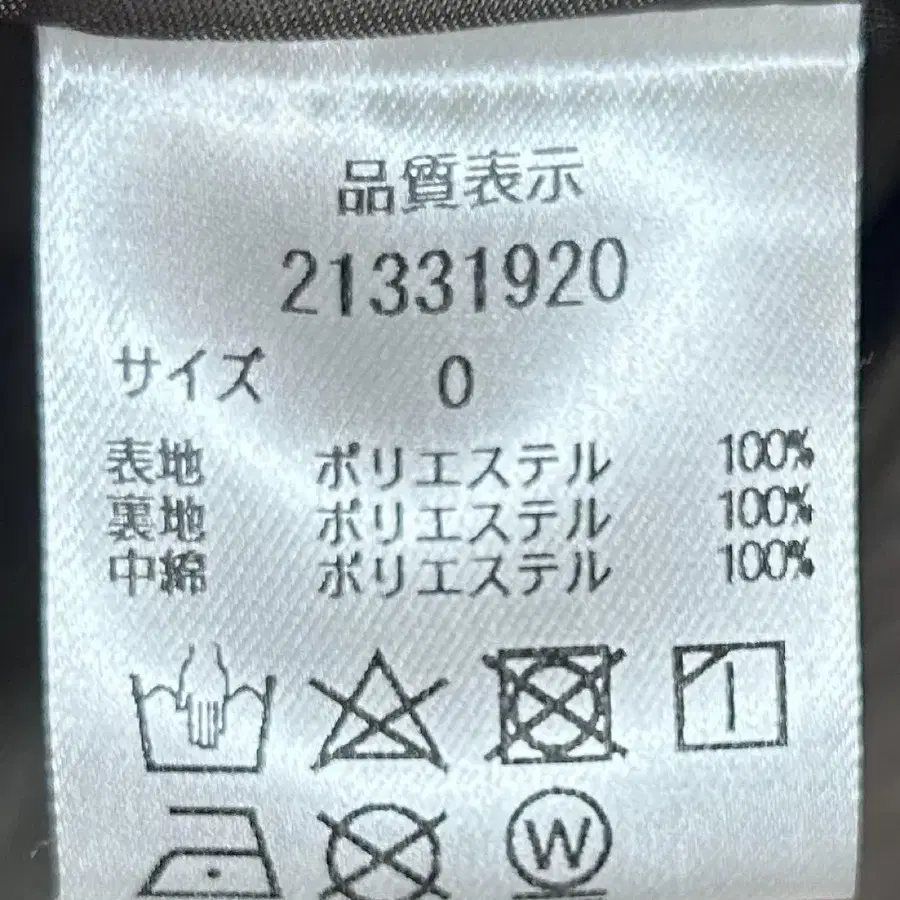 品質表示
21331920
サイズ 0
表地 ポリエステル 100%
裏地 ポリエステル 100%
中綿 ポリエステル 100%
W